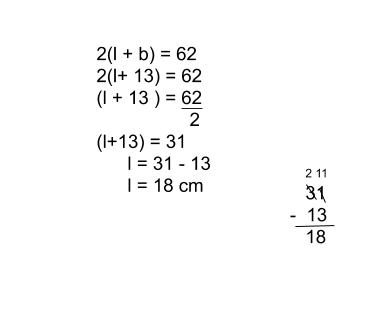 2(l + b) = 62
2(l+ 13) = 62
(l + 13 ) = 62
2
(l+13) = 31
l = 31 - 13
l = 18 cm
2 11
31
- 13
18